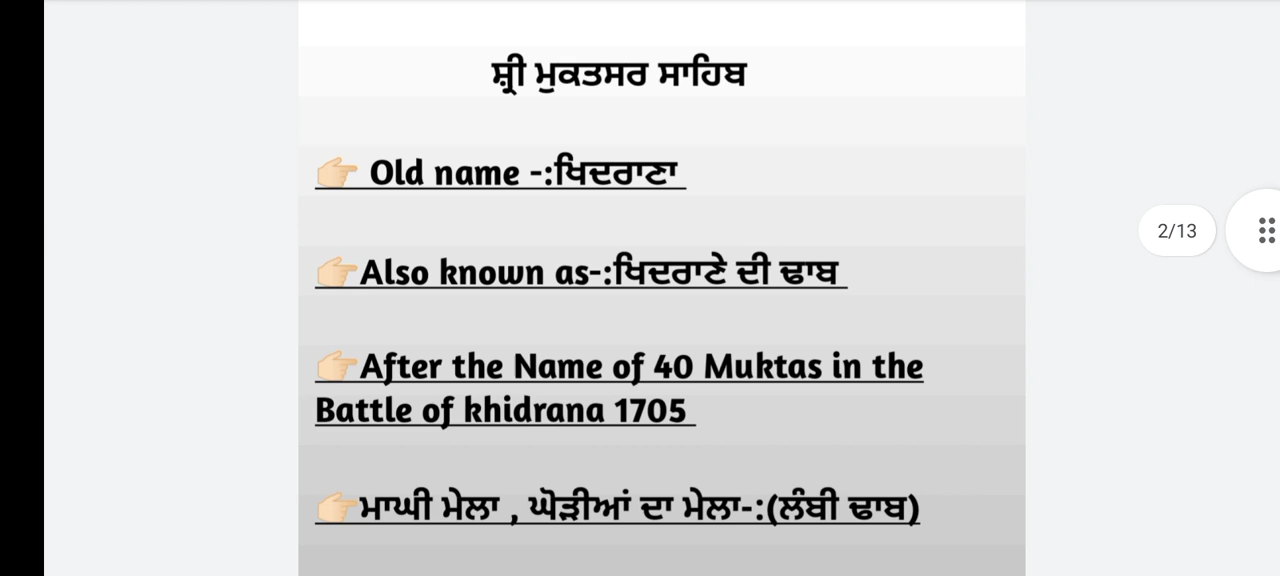 ਸ਼੍ਰੀ ਮੁਕਤਸਰ ਸਾਹਿਬ
👉🏻 Old name -:ਖਿਦਰਾਣਾ
👉🏻Also known as-:ਖਿਦਰਾਣੇ ਦੀ ਢਾਬ
2/13
👉🏻After the Name of 40 Muktas in the
Battle of khidrana 1705
👉🏻ਮਾਘੀ ਮੇਲਾ , ਘੋੜੀਆਂ ਦਾ ਮੇਲਾ-:(ਲੰਬੀ ਢਾਬ)